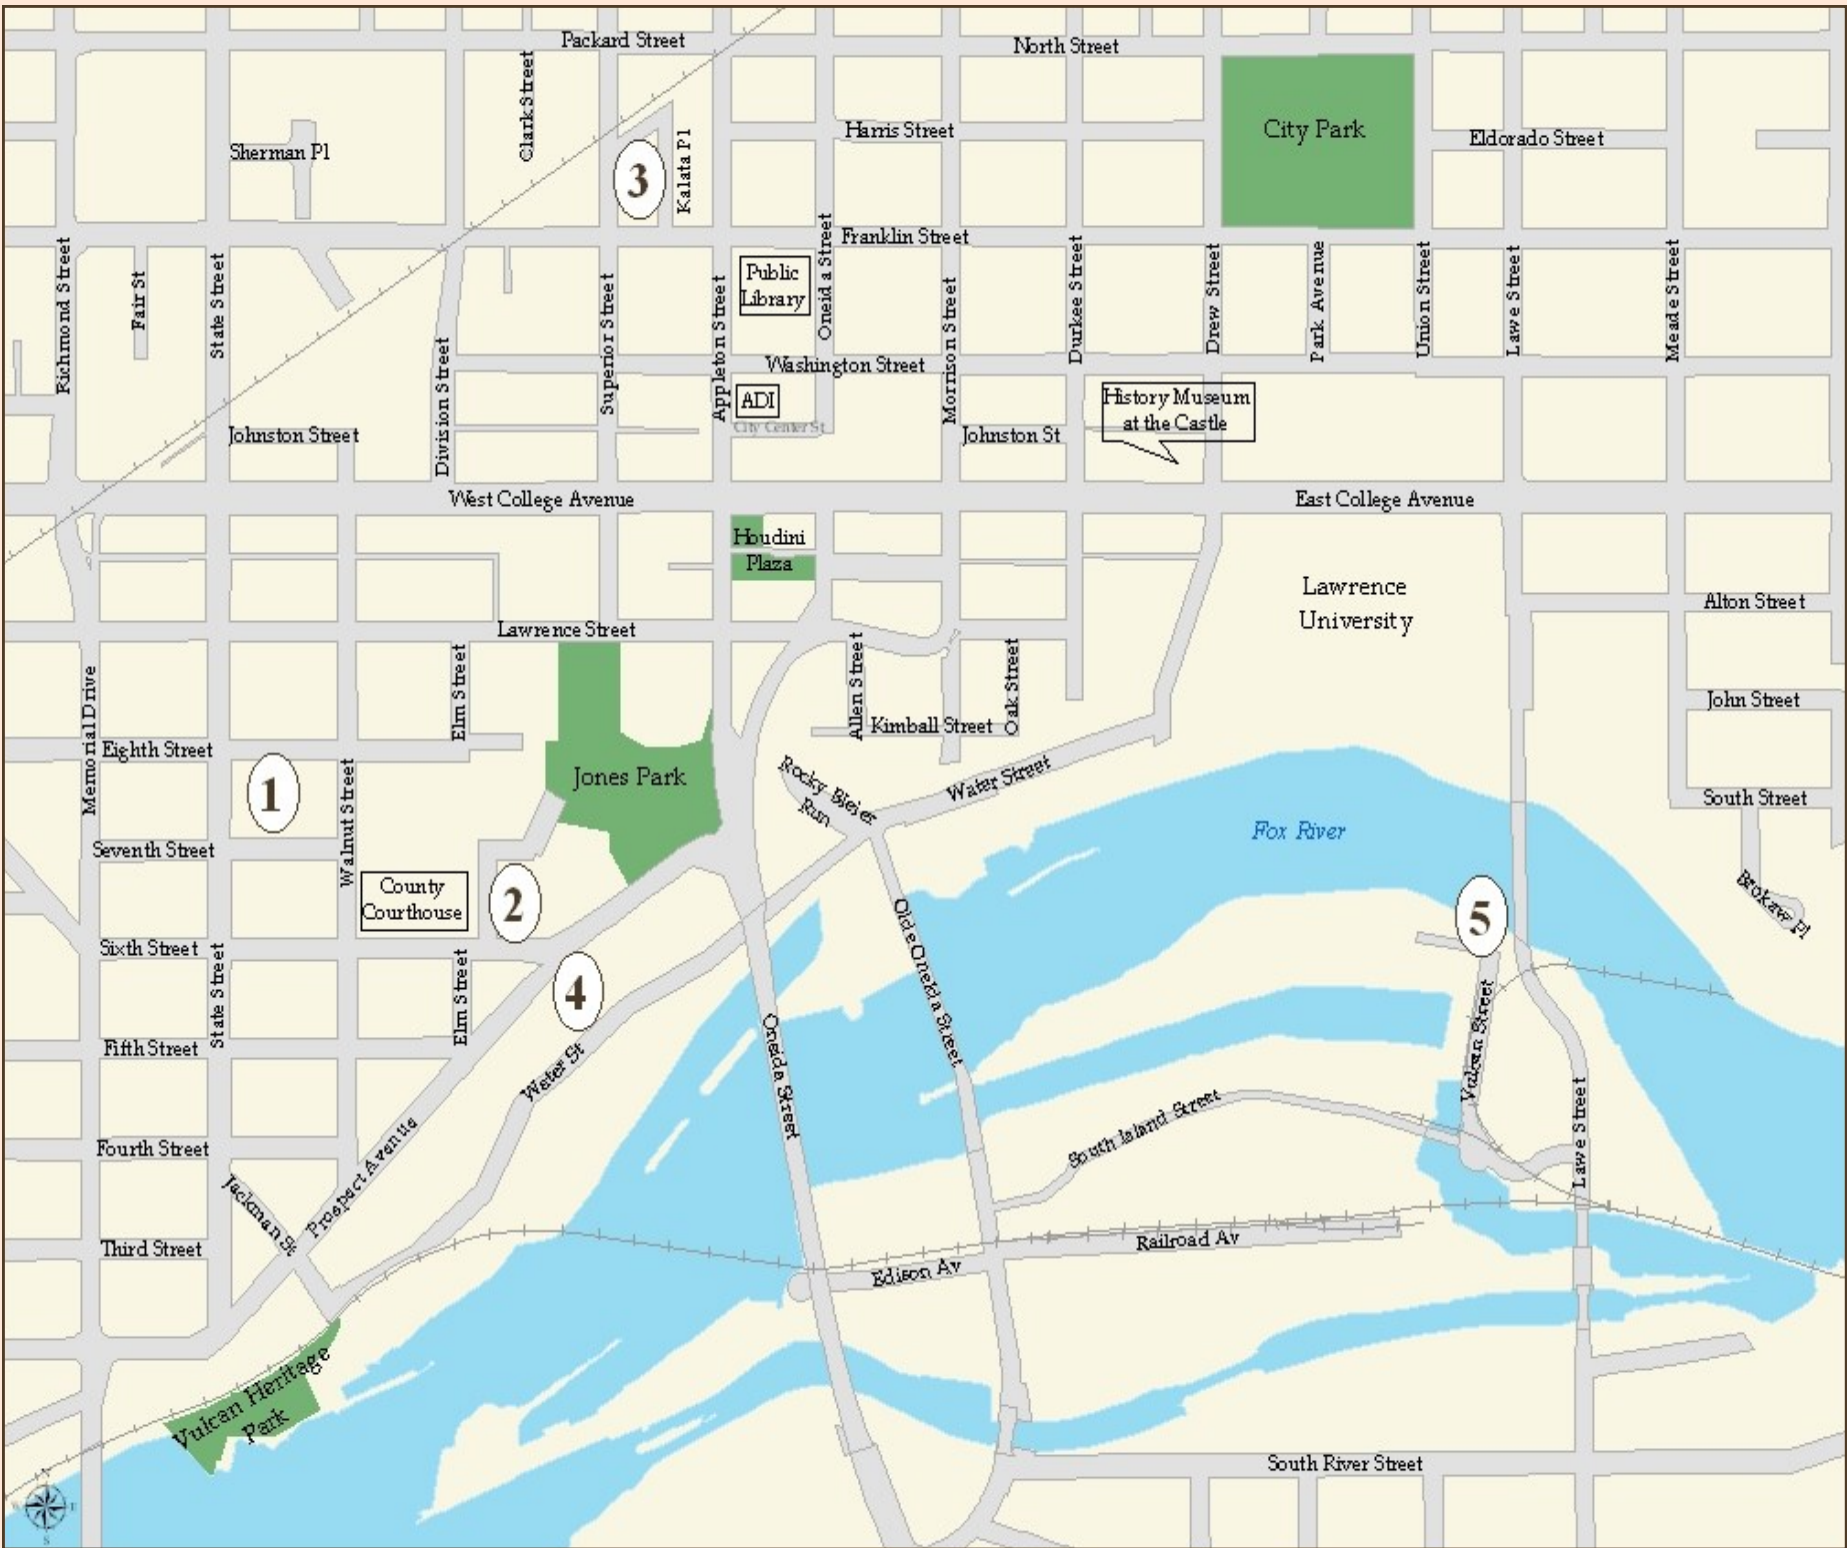 Packard Street
North Street
Clark Street
Harris Street
City Park
Eldorado Street
Sherman Pl
3
Kalata Pl
Franklin Street
Richmond Street
Fair St
State Street
Division Street
Superior Street
Appleton Street
Public
Library
Oneida Street
Morrison Street
Durkee Street
Drew Street
Park Avenue
Union Street
Lawe Street
Meade Street
Washington Street
ADI
City Center St
History Museum
at the Castle
Johnston Street
Johnston St
West College Avenue
East College Avenue
Houdini
Plaza
Lawrence
University
Alton Street
Lawrence Street
Memorial Drive
Elm Street
Allen Street
Oak Street
John Street
Kimball Street
Eighth Street
Jones Park
1
Walnut Street
Rocky Bleier
Run
Water Street
South Street
Fox River
Seventh Street
County
Courthouse
2
5
Brokaw Pl
Sixth Street
State Street
Elm Street
4
Olde Oneida Street
Vulcan Street
Fifth Street
Water St
Oneida Street
South Island Street
Lawe Street
Fourth Street
Prospect Avenue
Jackman St
Third Street
Railroad Av
Edison Av
Vulcan Heritage
Park
South River Street
N
E
S